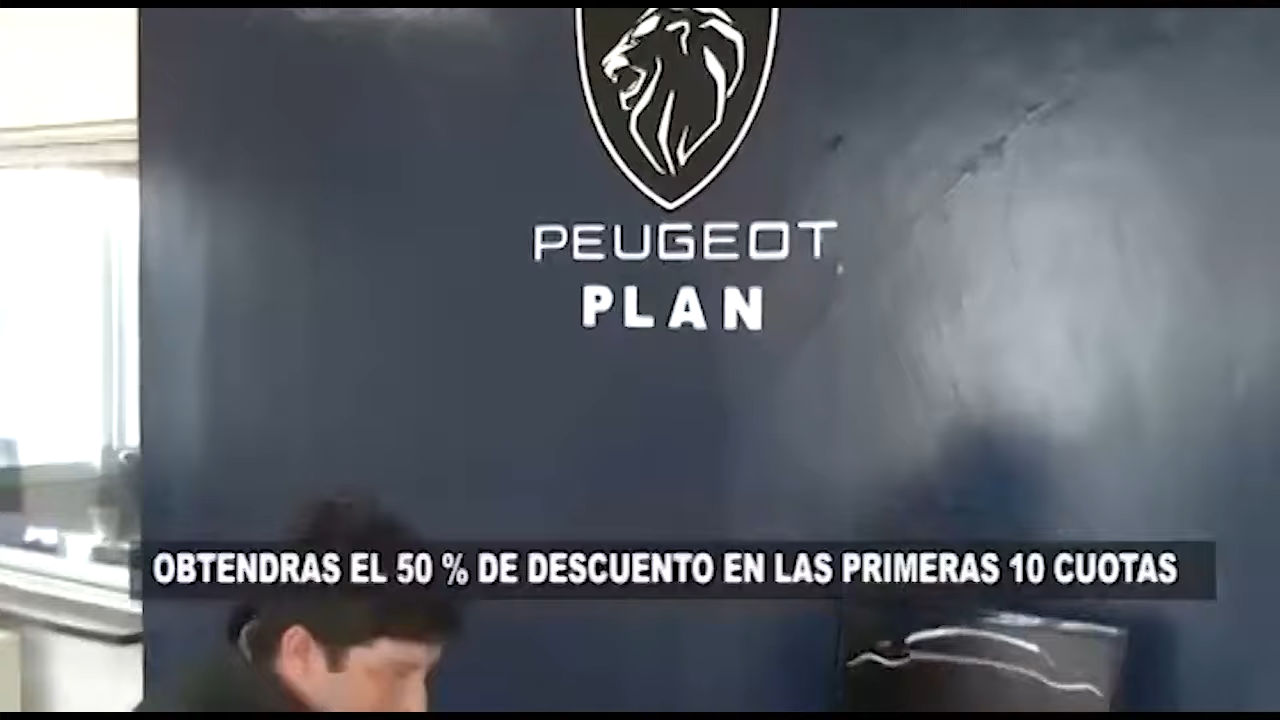 PEUGEOT
PLAN
OBTENDRAS EL 50 % DE DESCUENTO EN LAS PRIMERAS 10 CUOTAS